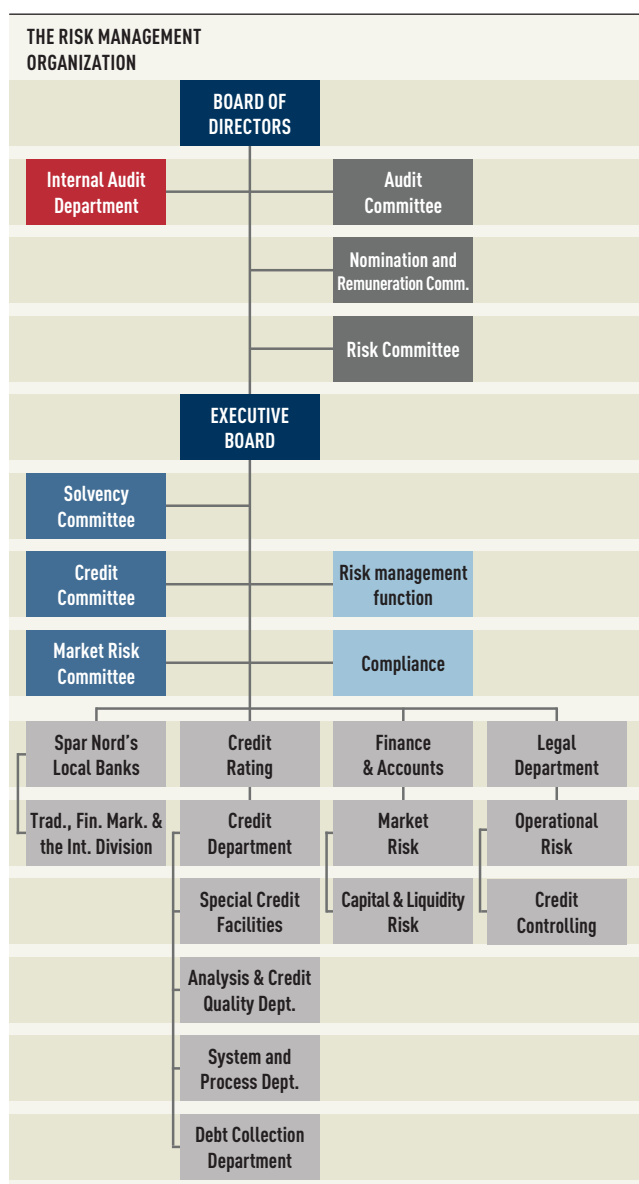 THE RISK MANAGEMENT
ORGANIZATION
BOARD OF
DIRECTORS
Internal Audit
Department
Audit
Committee
Nomination and
Remuneration Comm.
Risk Committee
EXECUTIVE
BOARD
Solvency
Committee
Credit
Committee
Risk management
function
Market Risk
Committee
Compliance
Spar Nord's
Local Banks
Credit
Rating
Finance
& Accounts
Legal
Department
Trad., Fin. Mark. &
the Int. Division
Credit
Department
Market
Risk
Operational
Risk
Special Credit
Facilities
Capital & Liquidity
Risk
Credit
Controlling
Analysis & Credit
Quality Dept.
System and
Process Dept.
Debt Collection
Department